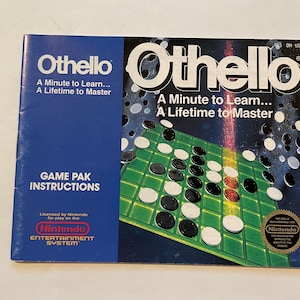 Othello
A Minute to Learn...
A Lifetime to Master
GAME PAK
INSTRUCTIONS
Licensed by Nintendo
for play on the
Nintendo
ENTERTAINMENT
SYSTEM
Othello
A Minute to Learn...
A Lifetime to Master
Nintendo